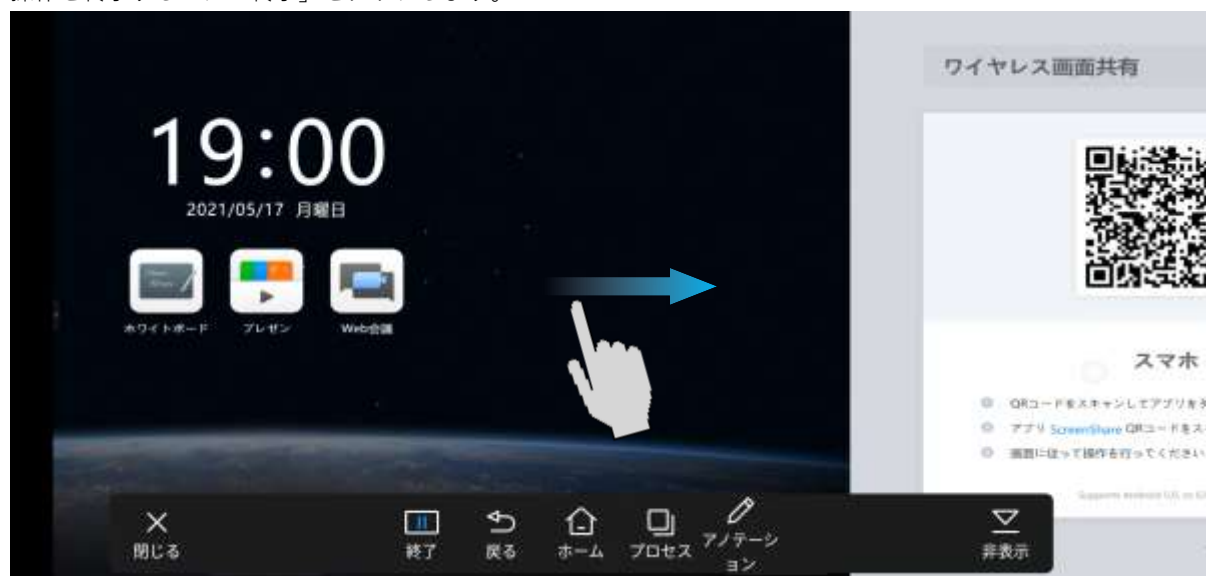 ワイヤレス画面共有
19:00
2021/05/17 月曜日
ホワイトボード
プレゼン
Web会議
スマホ
QRコードをスキャンしてアプリを
アプリ ScreenShare QRコードをス
画面に従って操作を行ってください
閉じる
終了
戻る
ホーム
プロセス
アノテーシ
ョン
非表示